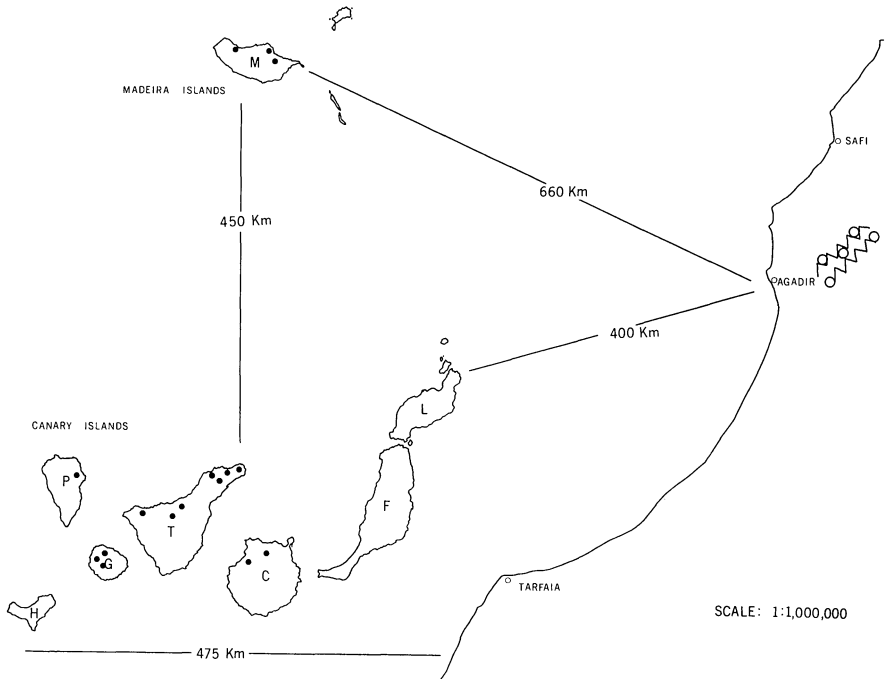 M
MADEIRA ISLANDS
SAFI
660 Km
450 Km
AGADIR
400 Km
L
CANARY ISLANDS
P
F
T
G
C
H
TARFAIA
SCALE: 1:1,000,000
475 Km